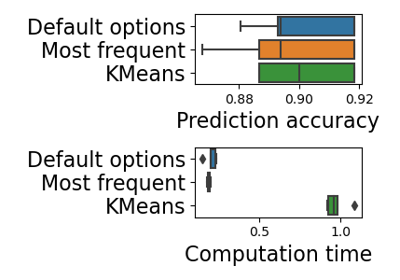 Default options
Most frequent
KMeans
0.88 0.90 0.92
Prediction accuracy
Default options
Most frequent
KMeans
0.5 1.0
Computation time